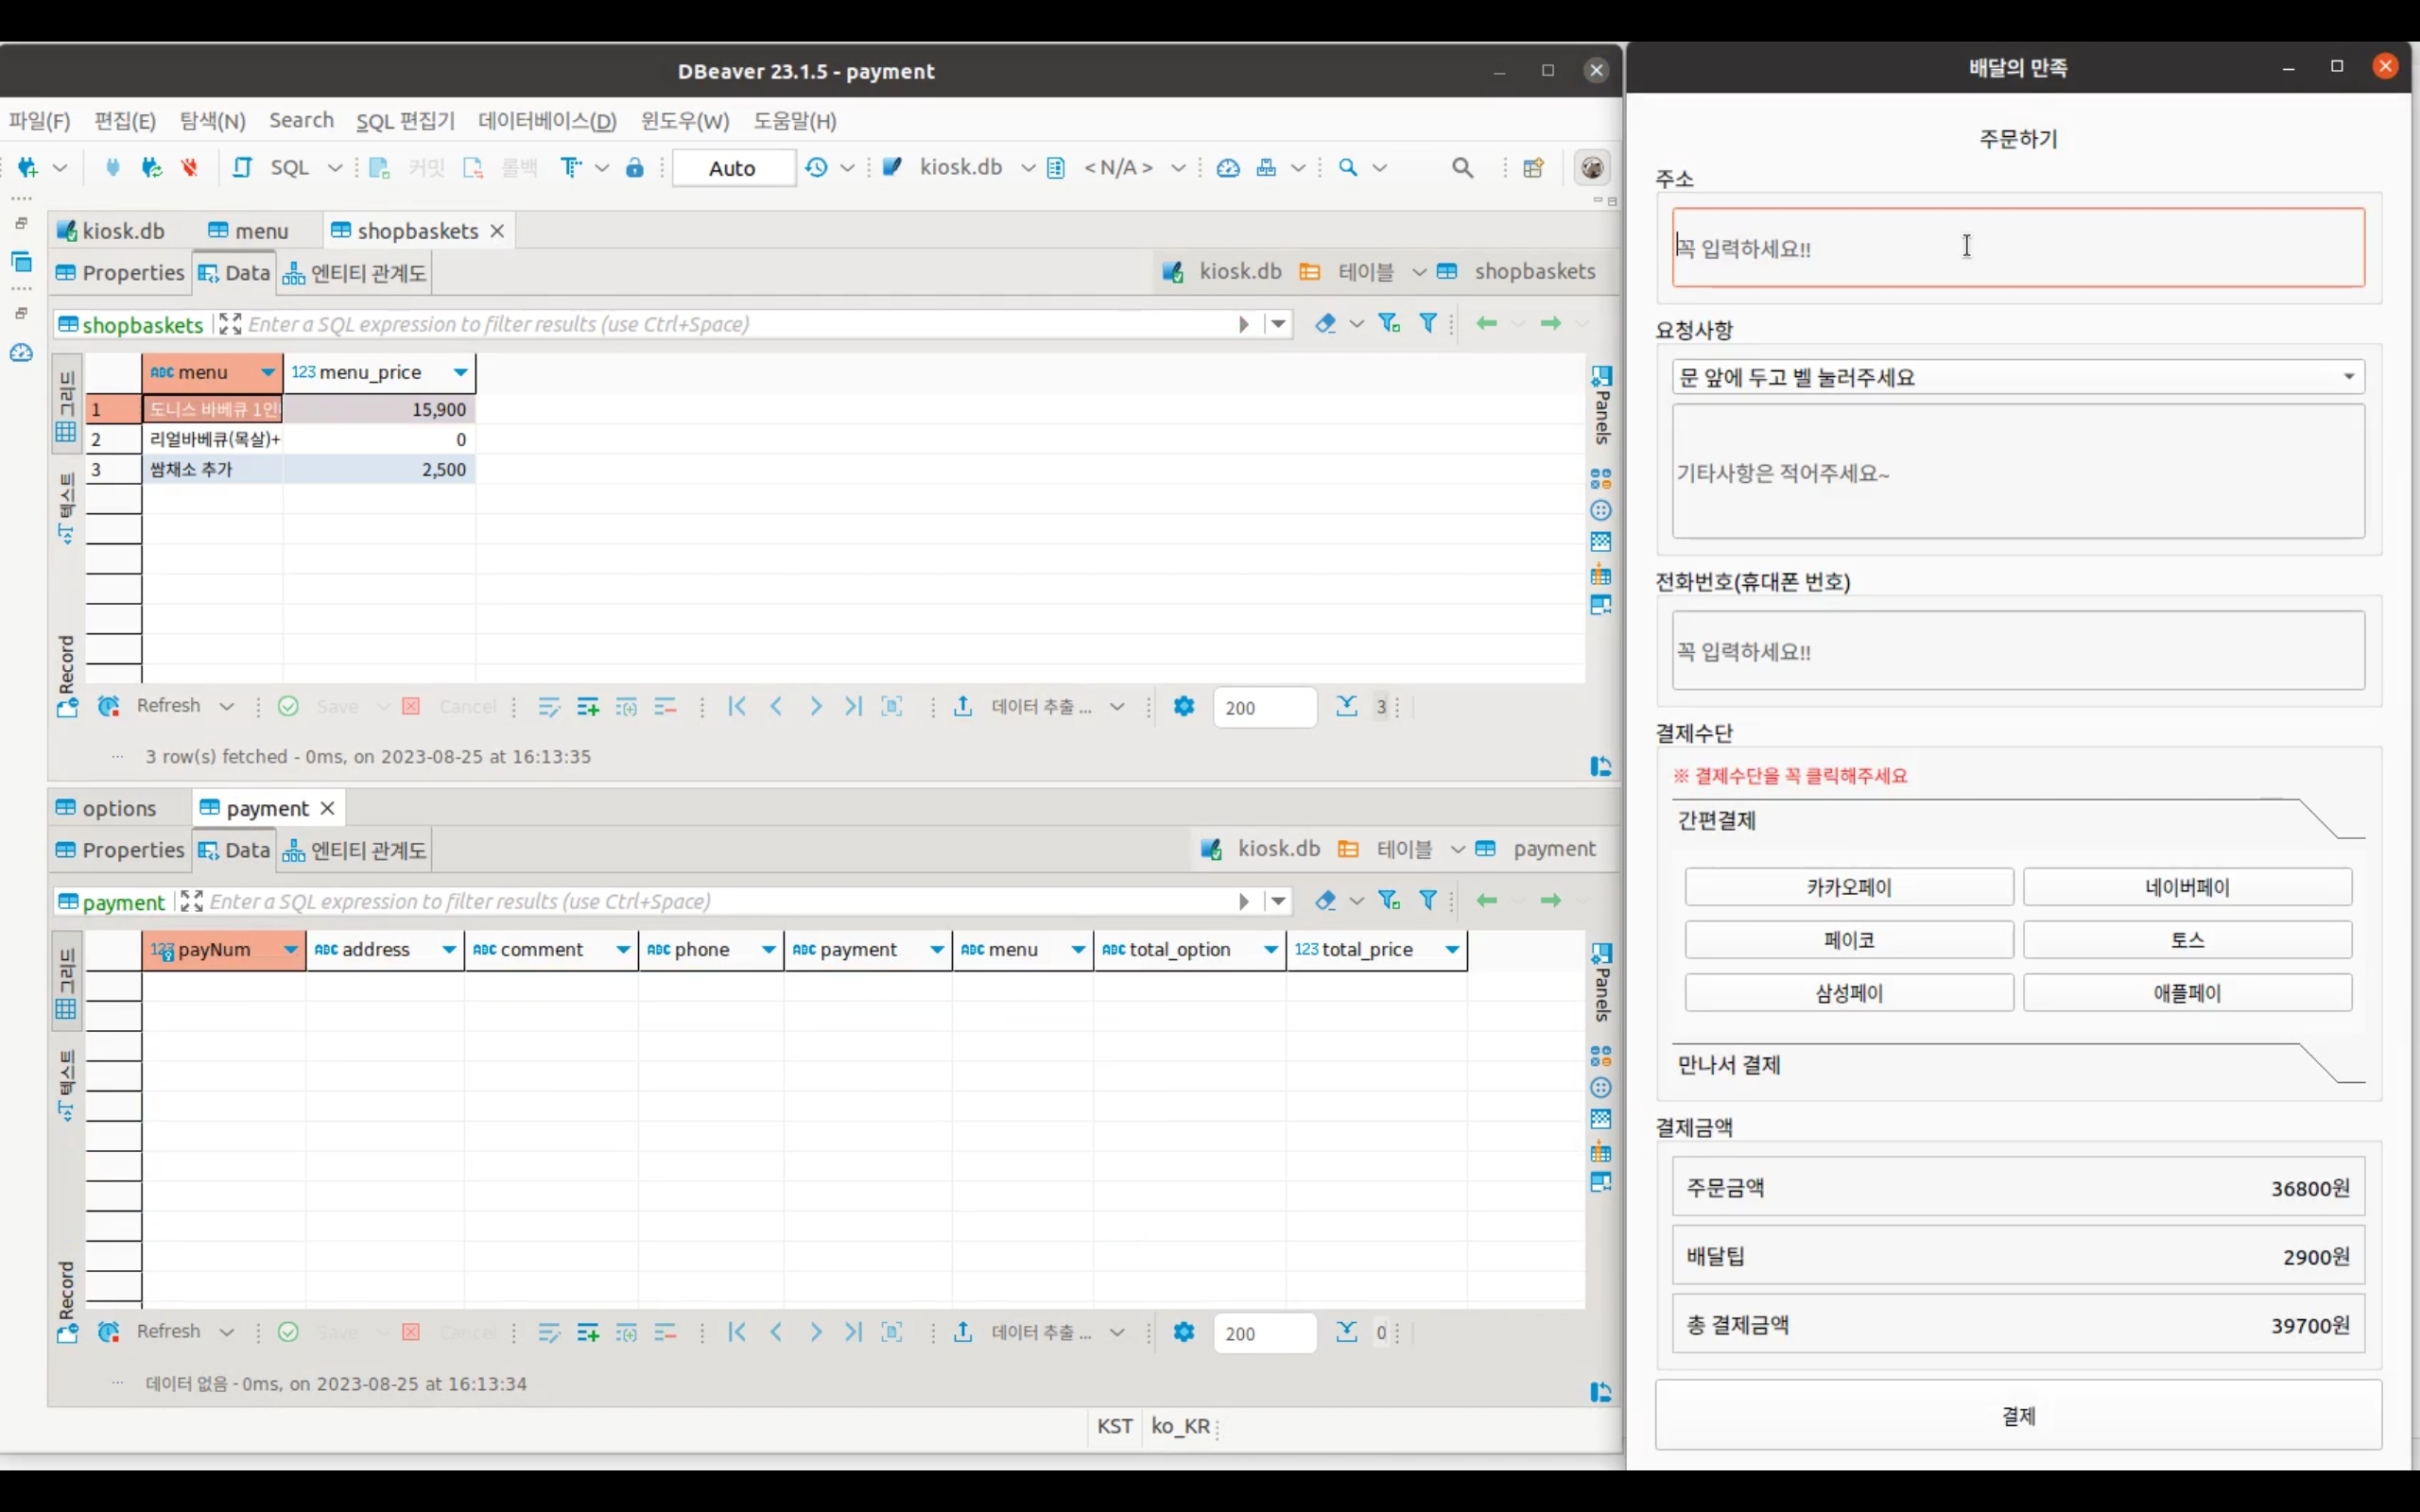 DBeaver 23.1.5 - payment
파일(F) 편집(E) 탐색(N) Search SQL 편집기 데이터베이스(D) 윈도우(W) 도움말(H)
SQL 커밋 롤백 Auto kiosk.db <N/A>
kiosk.db menu shopbaskets
Properties Data 엔티티 관계도 kiosk.db 테이블 shopbaskets
shopbaskets Enter a SQL expression to filter results (use Ctrl+Space)
그리드
텍스트
Record
Panels
ABC menu 123 menu_price
1 도니스 바베큐 1인 15,900
2 리얼바베큐(목살)+ 0
3 쌈채소 추가 2,500
Refresh Save Cancel 데이터 추출 ... 200 3
... 3 row(s) fetched - 0ms, on 2023-08-25 at 16:13:35
options payment
Properties Data 엔티티 관계도 kiosk.db 테이블 payment
payment Enter a SQL expression to filter results (use Ctrl+Space)
그리드
텍스트
Record
Panels
123 payNum ABC address ABC comment ABC phone ABC payment ABC menu ABC total_option 123 total_price
Refresh Save Cancel 데이터 추출 ... 200 0
... 데이터 없음 - 0ms, on 2023-08-25 at 16:13:34
KST ko_KR
배달의 만족
주문하기
주소
꼭 입력하세요!!
요청사항
문 앞에 두고 벨 눌러주세요
기타사항은 적어주세요~
전화번호(휴대폰 번호)
꼭 입력하세요!!
결제수단
※ 결제수단을 꼭 클릭해주세요
간편결제
카카오페이 네이버페이
페이코 토스
삼성페이 애플페이
만나서 결제
결제금액
주문금액 36800원
배달팁 2900원
총 결제금액 39700원
결제